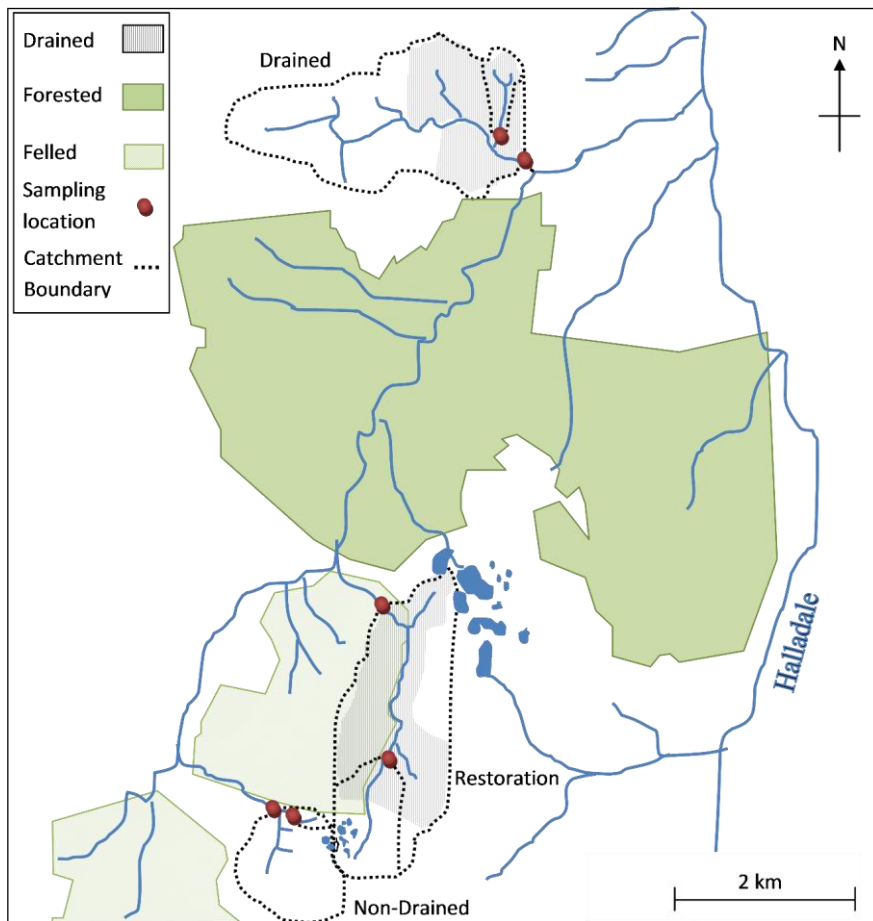 Drained
Forested
Felled
Sampling
location
Catchment
Boundary
Drained
N
Halladale
Restoration
Non-Drained
2 km